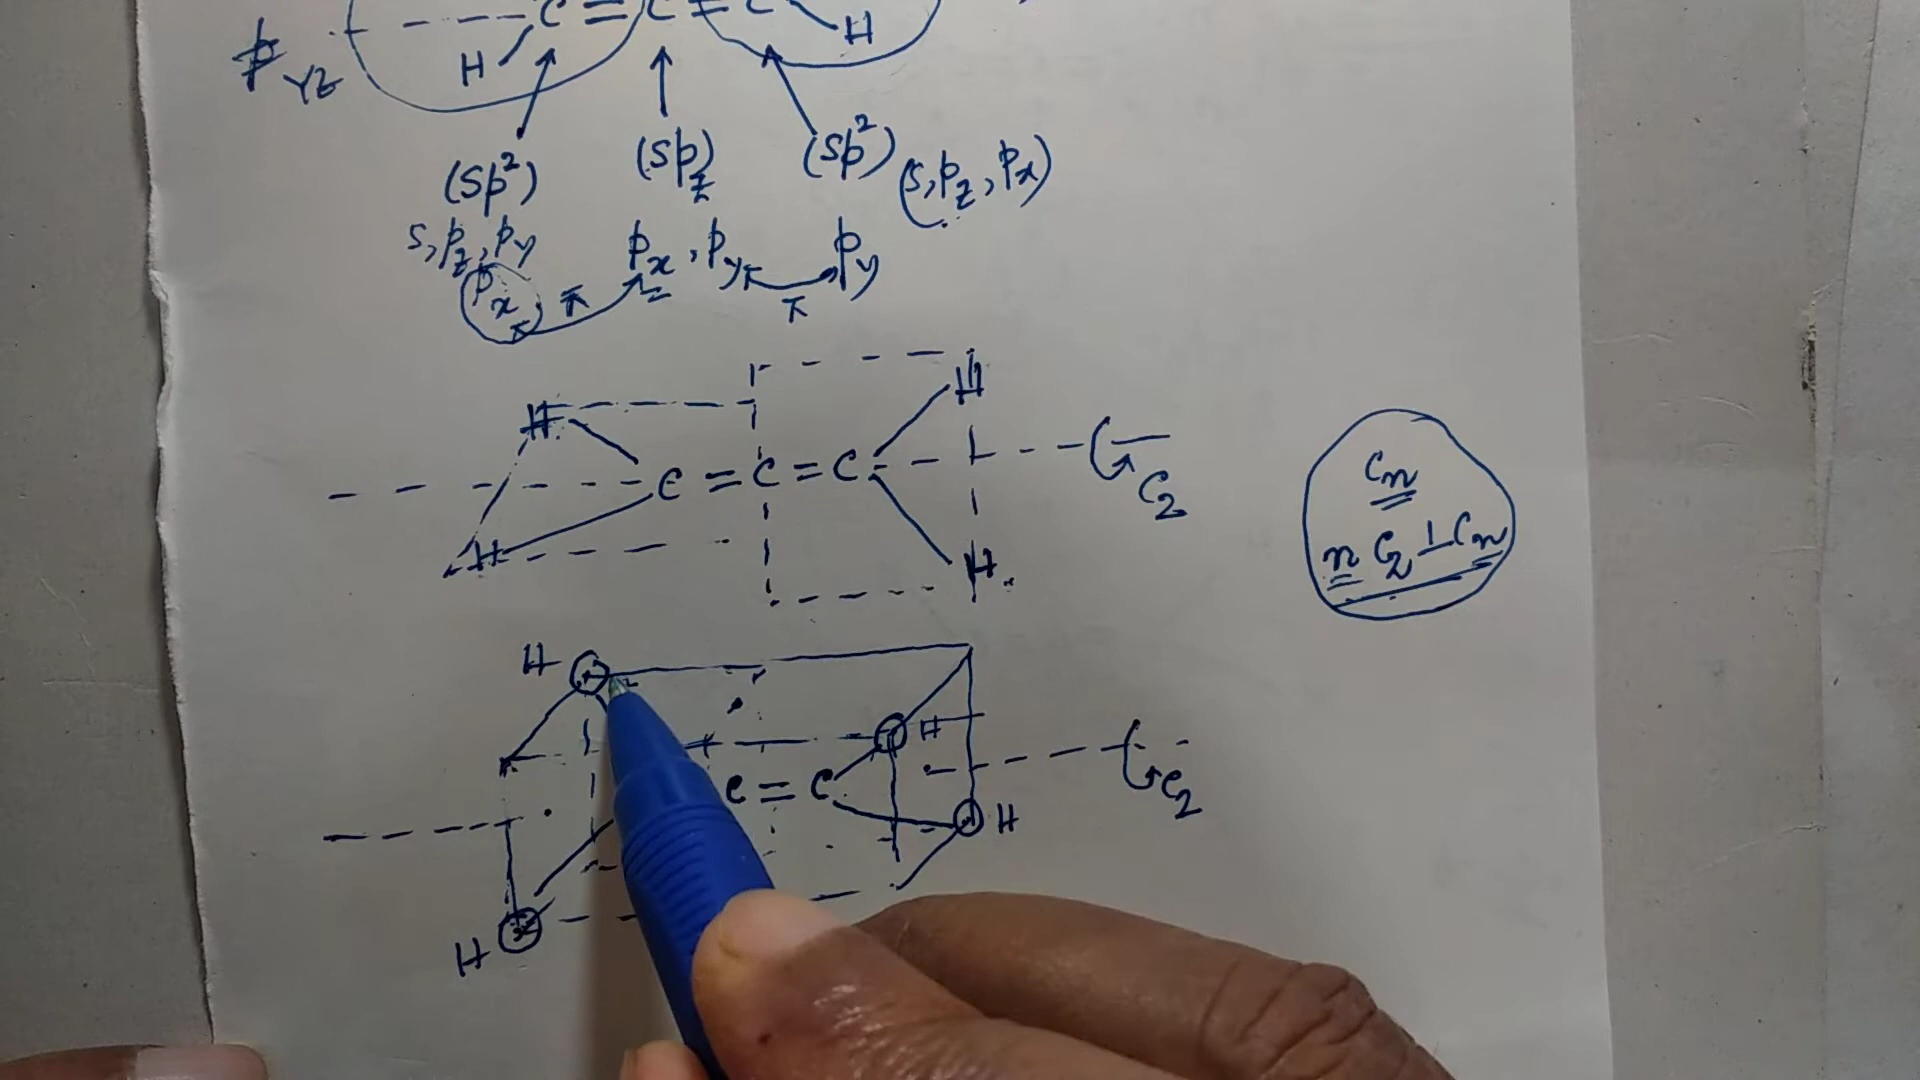 C = C = C
H H
p YZ
(sp²) (sp z) (sp²) (s, pz, px)
s, pz, py px, py py
px π π
H H
C = C = C C₂
H H
Cn
n C₂ ⊥ Cn
H
H
C = C C₂
H
H